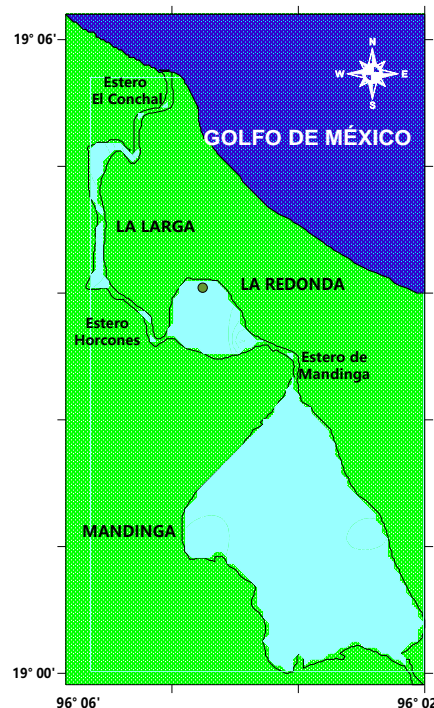 19° 06'
N
W E
S
Estero
El Conchal
GOLFO DE MÉXICO
LA LARGA
LA REDONDA
Estero
Horcones
Estero de
Mandinga
MANDINGA
19° 00'
96° 06' 96° 02